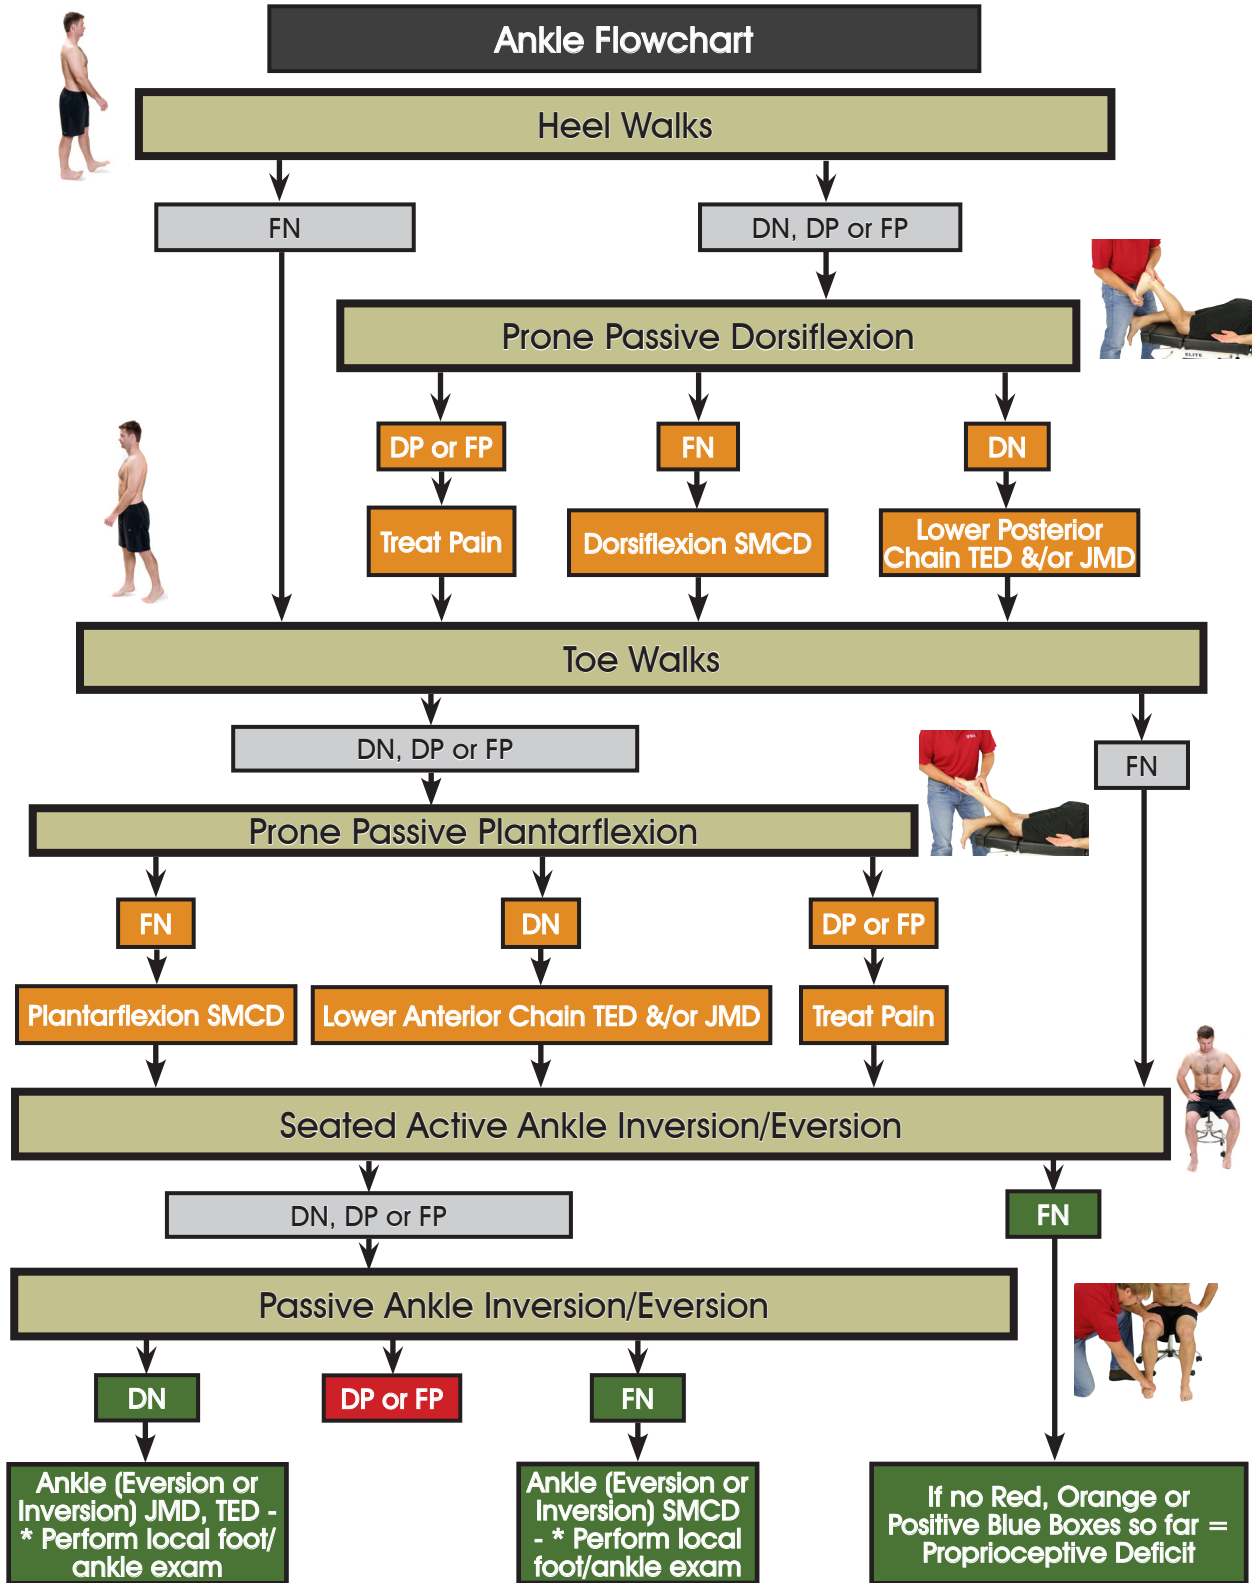 Ankle Flowchart
Heel Walks
FN
DN, DP or FP
Prone Passive Dorsiflexion
ELITE
DP or FP
FN
DN
Treat Pain
Dorsiflexion SMCD
Lower Posterior
Chain TED &/or JMD
Toe Walks
DN, DP or FP
FN
Prone Passive Plantarflexion
FN
DN
DP or FP
Plantarflexion SMCD
Lower Anterior Chain TED &/or JMD
Treat Pain
Seated Active Ankle Inversion/Eversion
DN, DP or FP
FN
Passive Ankle Inversion/Eversion
DN
DP or FP
FN
Ankle (Eversion or
Inversion) JMD, TED -
* Perform local foot/
ankle exam
Ankle (Eversion or
Inversion) SMCD
- * Perform local
foot/ankle exam
If no Red, Orange or
Positive Blue Boxes so far =
Proprioceptive Deficit